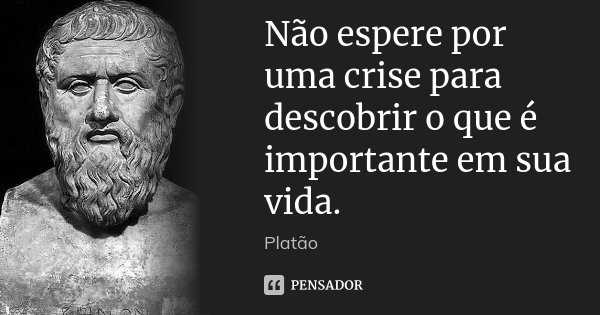 Não espere por
uma crise para
descobrir o que é
importante em sua
vida.
Platão
PENSADOR